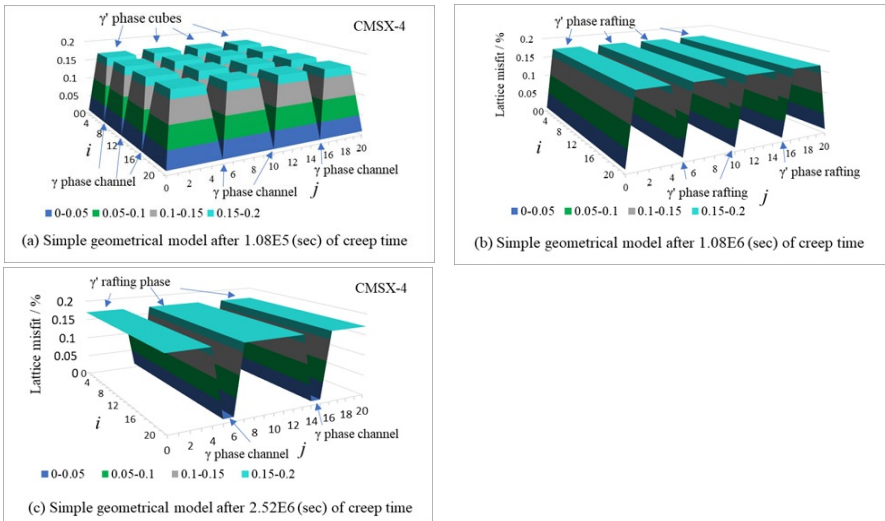 γ' phase cubes
CMSX-4
0.2
0.15
0.1
0.05
00
4
8
12
16
20
i
0 2 4 6 8 10 12 14 16 18 20
γ phase channel
γ phase channel
γ phase channel
j
0-0.05 0.05-0.1 0.1-0.15 0.15-0.2
(a) Simple geometrical model after 1.08E5 (sec) of creep time
γ' phase rafting
Lattice misfit / %
0.2
0.15
0.1
0.05
00
4
8
12
16
20
i
0 2 4 6 8 10 12 14 16 18 20
γ' phase rafting
γ' phase rafting
j
0-0.05 0.05-0.1 0.1-0.15 0.15-0.2
(b) Simple geometrical model after 1.08E6 (sec) of creep time
γ' rafting phase
CMSX-4
Lattice misfit / %
0.2
0.15
0.1
0.05
0
0
4
8
12
16
20
i
0 2 4 6 8 10 12 14 16 18 20
γ phase channel
γ phase channel
j
0-0.05 0.05-0.1 0.1-0.15 0.15-0.2
(c) Simple geometrical model after 2.52E6 (sec) of creep time